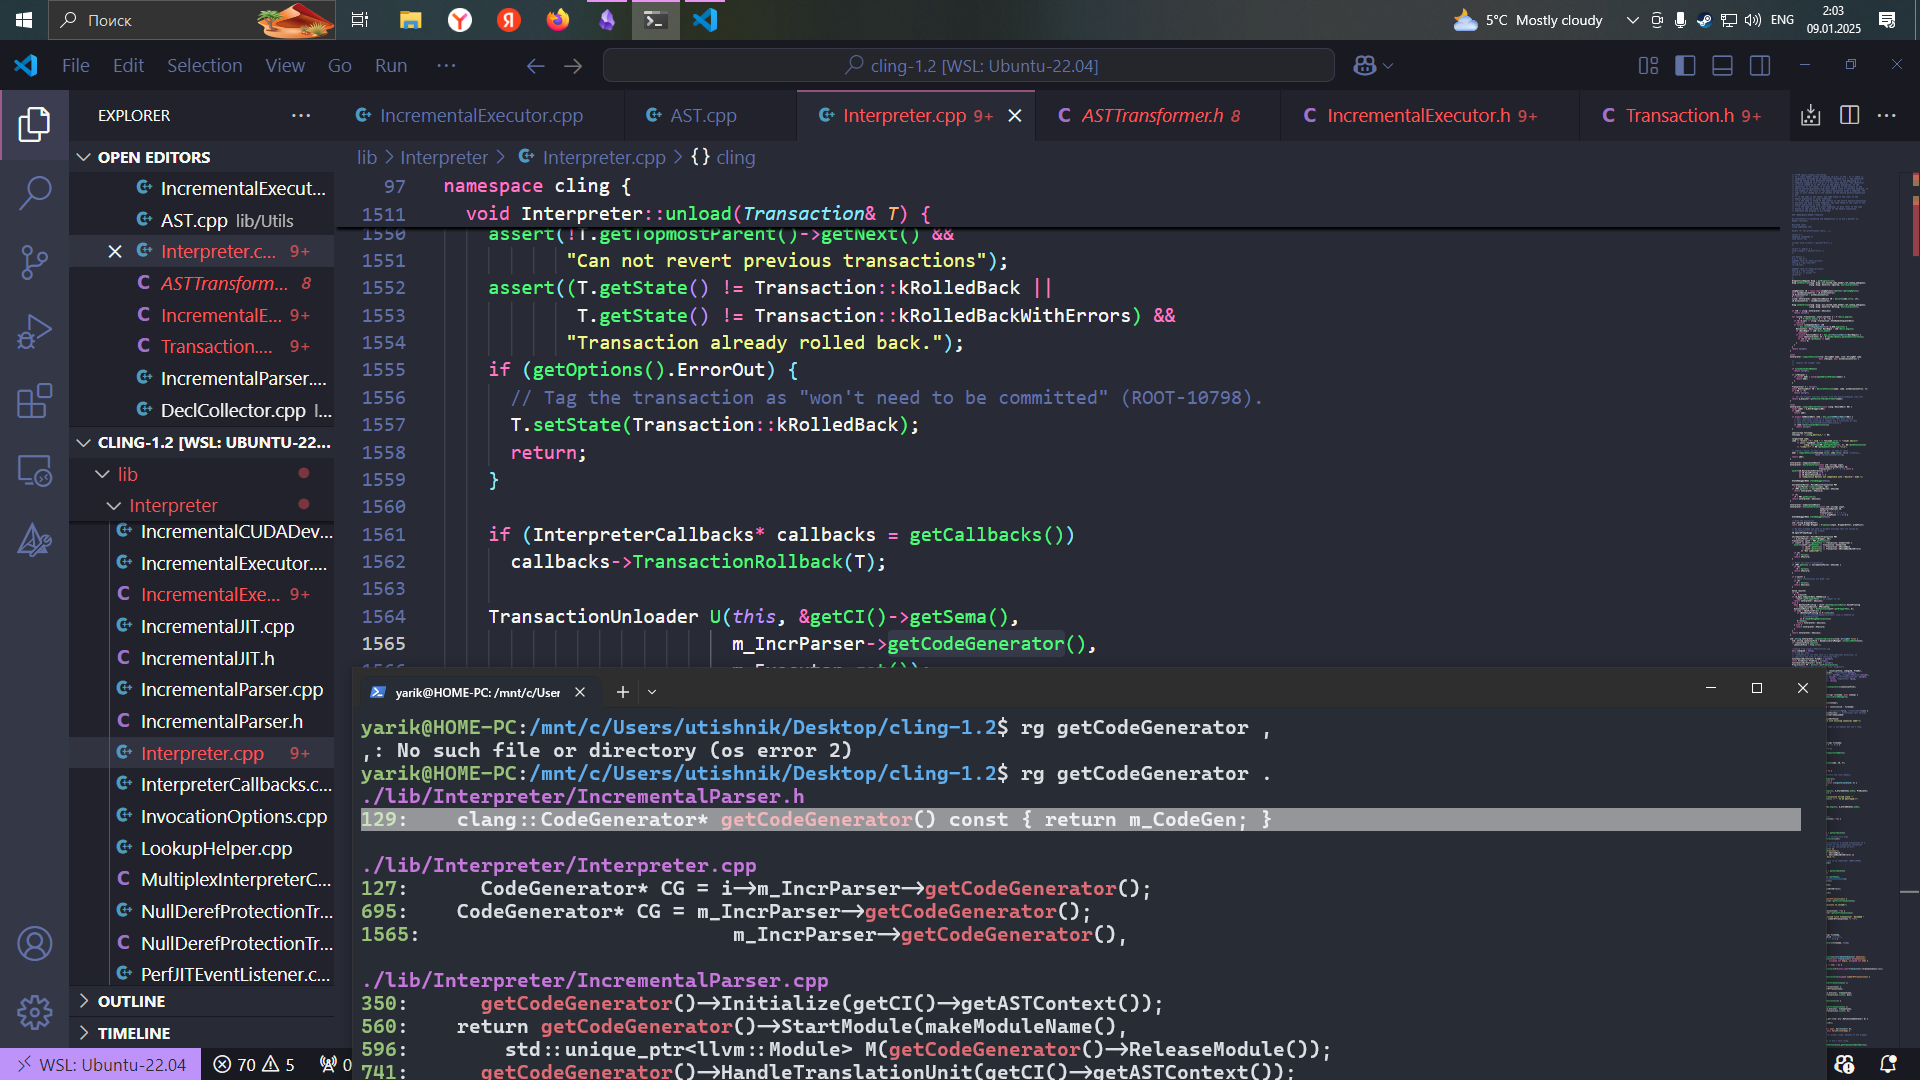 Поиск
5°C Mostly cloudy
ENG
2:03
09.01.2025
File Edit Selection View Go Run ···
cling-1.2 [WSL: Ubuntu-22.04]
EXPLORER ···
IncrementalExecutor.cpp
AST.cpp
Interpreter.cpp 9+
C ASTTransformer.h 8
C IncrementalExecutor.h 9+
C Transaction.h 9+
lib > Interpreter > Interpreter.cpp > {} cling
OPEN EDITORS
IncrementalExecut...
AST.cpp lib/Utils
Interpreter.c... 9+
C ASTTransform... 8
C IncrementalE... 9+
C Transaction.... 9+
IncrementalParser....
DeclCollector.cpp l...
CLING-1.2 [WSL: UBUNTU-22...
lib
Interpreter
IncrementalCUDADev...
IncrementalExecutor....
C IncrementalExe... 9+
IncrementalJIT.cpp
C IncrementalJIT.h
IncrementalParser.cpp
C IncrementalParser.h
Interpreter.cpp 9+
InterpreterCallbacks.c...
InvocationOptions.cpp
LookupHelper.cpp
C MultiplexInterpreterC...
NullDerefProtectionTr...
C NullDerefProtectionTr...
PerfJITEventListener.c...
OUTLINE
TIMELINE
97 namespace cling {
1511 void Interpreter::unload(Transaction& T) {
1550 assert(!T.getTopmostParent()->getNext() &&
1551 "Can not revert previous transactions");
1552 assert((T.getState() != Transaction::kRolledBack ||
1553 T.getState() != Transaction::kRolledBackWithErrors) &&
1554 "Transaction already rolled back.");
1555 if (getOptions().ErrorOut) {
1556 // Tag the transaction as "won't need to be committed" (ROOT-10798).
1557 T.setState(Transaction::kRolledBack);
1558 return;
1559 }
1560
1561 if (InterpreterCallbacks* callbacks = getCallbacks())
1562 callbacks->TransactionRollback(T);
1563
1564 TransactionUnloader U(this, &getCI()->getSema(),
1565 m_IncrParser->getCodeGenerator(),
1566 m_Executor.get());
yarik@HOME-PC: /mnt/c/User
yarik@HOME-PC:/mnt/c/Users/utishnik/Desktop/cling-1.2$ rg getCodeGenerator ,
,: No such file or directory (os error 2)
yarik@HOME-PC:/mnt/c/Users/utishnik/Desktop/cling-1.2$ rg getCodeGenerator .
./lib/Interpreter/IncrementalParser.h
129: clang::CodeGenerator* getCodeGenerator() const { return m_CodeGen; }
./lib/Interpreter/Interpreter.cpp
127: CodeGenerator* CG = i->m_IncrParser->getCodeGenerator();
695: CodeGenerator* CG = m_IncrParser->getCodeGenerator();
1565: m_IncrParser->getCodeGenerator(),
./lib/Interpreter/IncrementalParser.cpp
350: getCodeGenerator()->Initialize(getCI()->getASTContext());
560: return getCodeGenerator()->StartModule(makeModuleName(),
596: std::unique_ptr<llvm::Module> M(getCodeGenerator()->ReleaseModule());
741: getCodeGenerator()->HandleTranslationUnit(getCI()->getASTContext());
WSL: Ubuntu-22.04 70 5 0